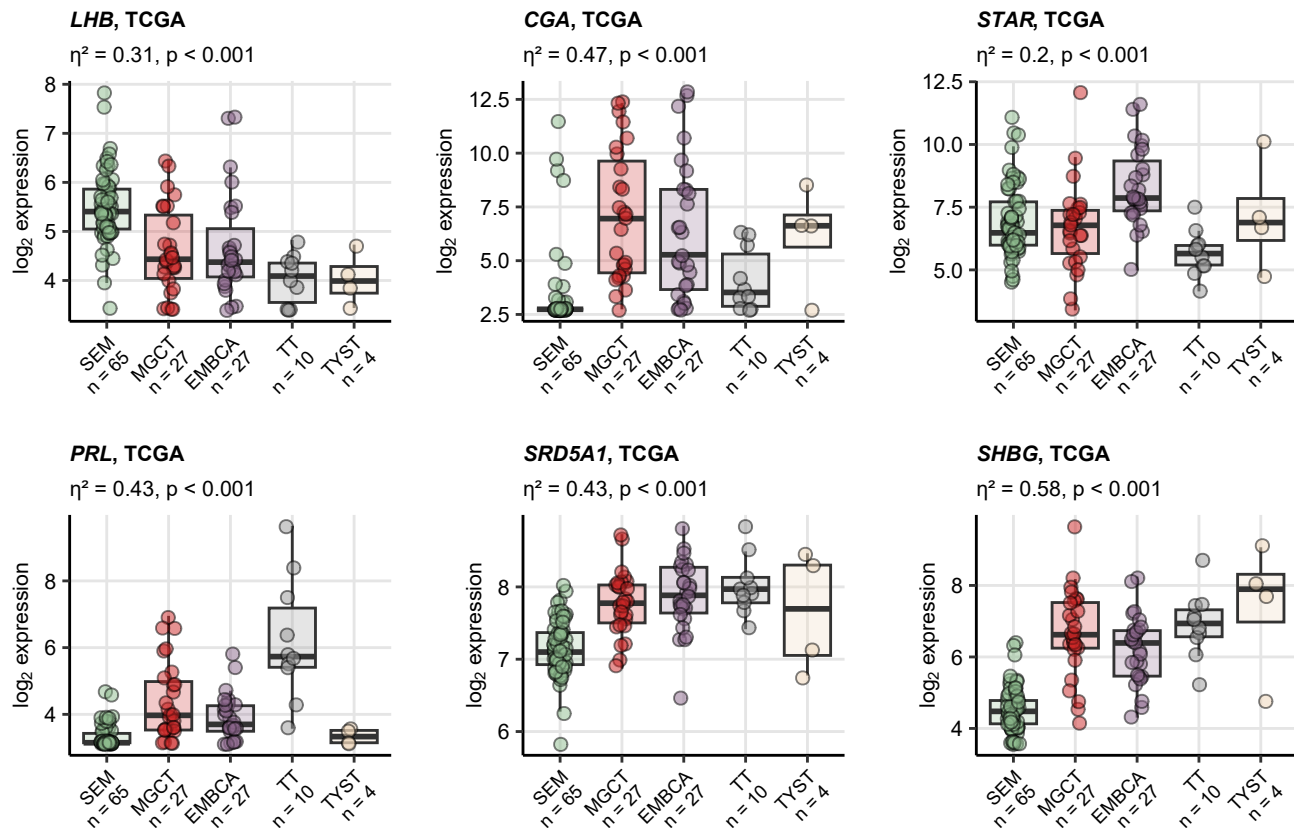 LHB, TCGA
η² = 0.31, p < 0.001
log₂ expression
8
7
6
5
4
SEM
n = 65
MGCT
n = 27
EMBCA
n = 27
TT
n = 10
TYST
n = 4
CGA, TCGA
η² = 0.47, p < 0.001
log₂ expression
12.5
10.0
7.5
5.0
2.5
SEM
n = 65
MGCT
n = 27
EMBCA
n = 27
TT
n = 10
TYST
n = 4
STAR, TCGA
η² = 0.2, p < 0.001
log₂ expression
12.5
10.0
7.5
5.0
SEM
n = 65
MGCT
n = 27
EMBCA
n = 27
TT
n = 10
TYST
n = 4
PRL, TCGA
η² = 0.43, p < 0.001
log₂ expression
8
6
4
SEM
n = 65
MGCT
n = 27
EMBCA
n = 27
TT
n = 10
TYST
n = 4
SRD5A1, TCGA
η² = 0.43, p < 0.001
log₂ expression
8
7
6
SEM
n = 65
MGCT
n = 27
EMBCA
n = 27
TT
n = 10
TYST
n = 4
SHBG, TCGA
η² = 0.58, p < 0.001
log₂ expression
8
6
4
SEM
n = 65
MGCT
n = 27
EMBCA
n = 27
TT
n = 10
TYST
n = 4